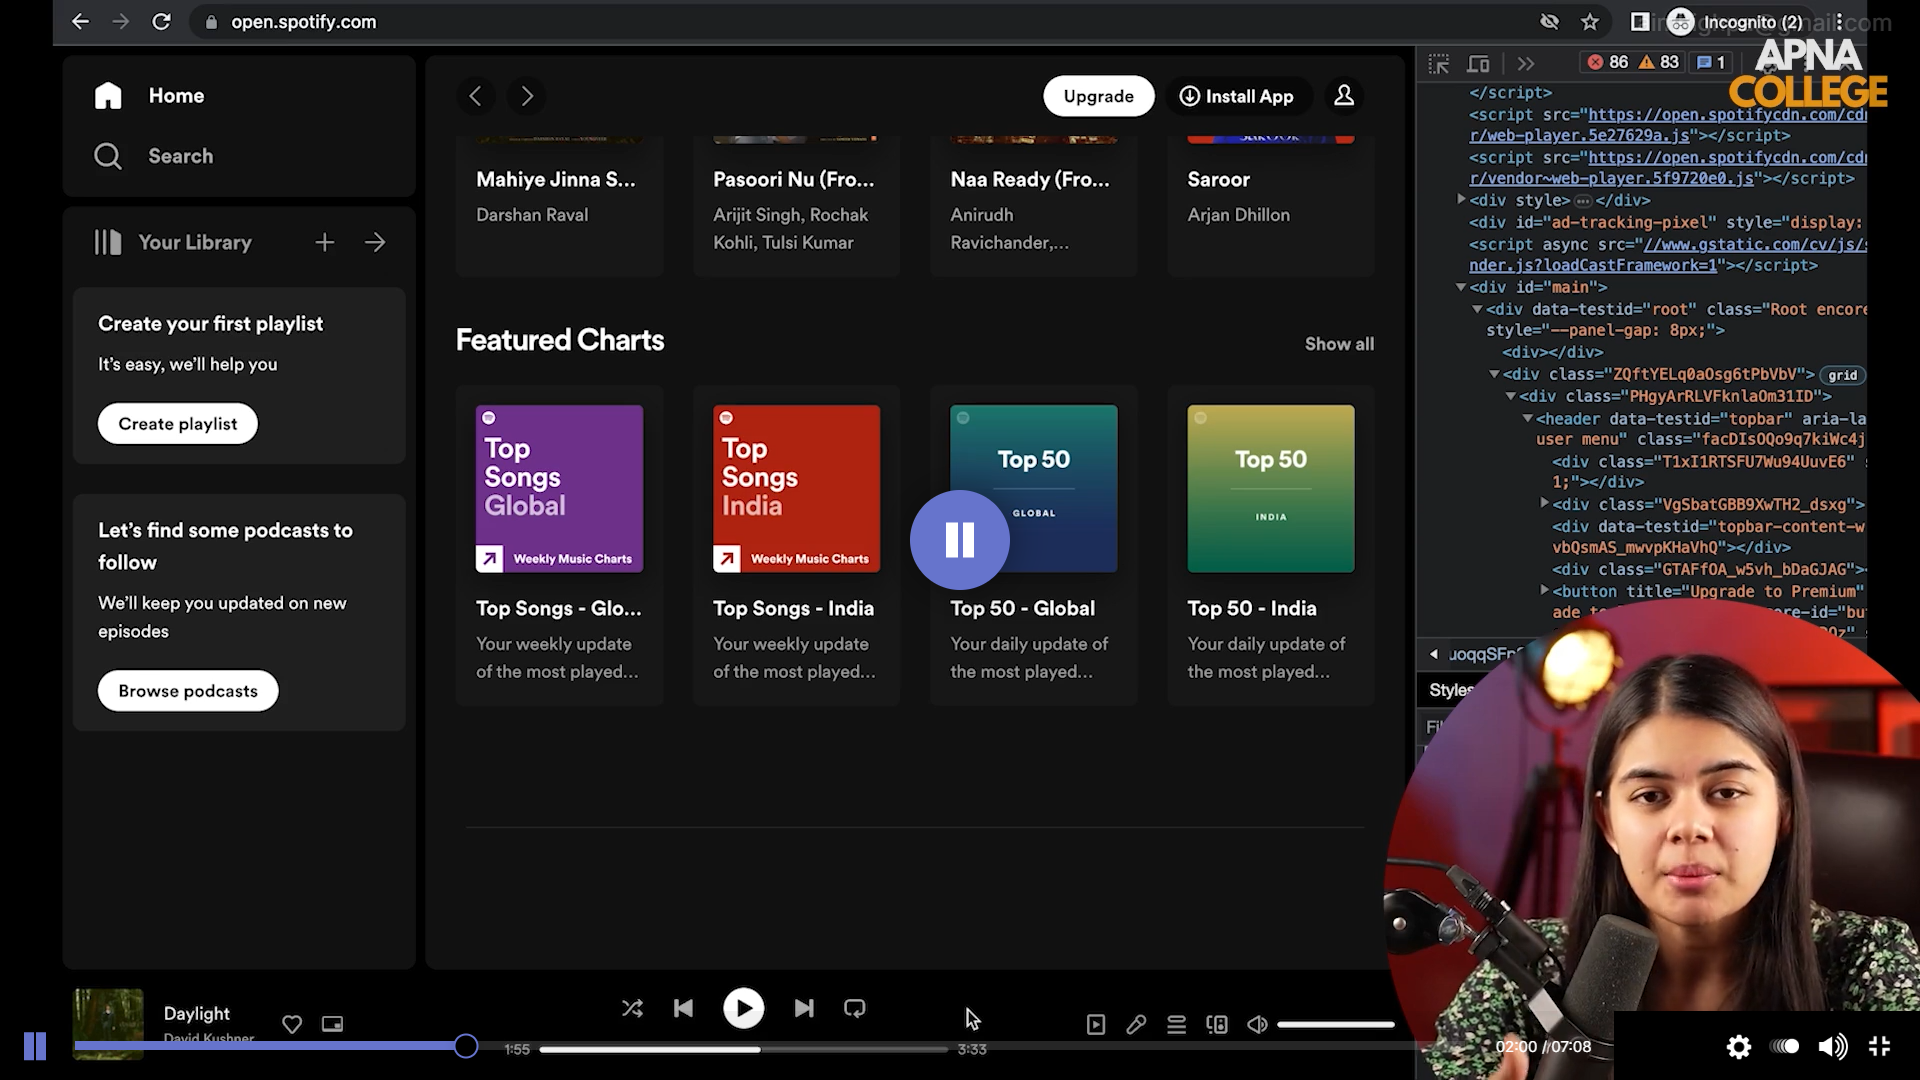 open.spotify.com
Incognito (2)
APNA
COLLEGE
Home
Search
Your Library
Create your first playlist
It's easy, we'll help you
Create playlist
Let's find some podcasts to
follow
We'll keep you updated on new
episodes
Browse podcasts
Upgrade
Install App
Mahiye Jinna S...
Darshan Raval
Pasoori Nu (Fro...
Arijit Singh, Rochak
Kohli, Tulsi Kumar
Naa Ready (Fro...
Anirudh
Ravichander,...
Saroor
Arjan Dhillon
Featured Charts
Show all
Top
Songs
Global
Weekly Music Charts
Top
Songs
India
Weekly Music Charts
Top 50
GLOBAL
Top 50
INDIA
Top Songs - Glo...
Your weekly update
of the most played...
Top Songs - India
Your weekly update
of the most played...
Top 50 - Global
Your daily update of
the most played...
Top 50 - India
Your daily update of
the most played...
86 83 1
</script>
<script src="https://open.spotifycdn.com/cd
r/web-player.5e27629a.js"></script>
<script src="https://open.spotifycdn.com/cd
r/vendor~web-player.5f9720e0.js"></script>
<div style>…</div>
<div id="ad-tracking-pixel" style="display:
<script async src="//www.gstatic.com/cv/js/s
nder.js?loadCastFramework=1"></script>
<div id="main">
<div data-testid="root" class="Root encore
style="--panel-gap: 8px;">
<div></div>
<div class="ZQftYELq0aOsg6tPbVbV"> grid
<div class="PHgyArRLVFknlaOm31ID">
<header data-testid="topbar" aria-la
user menu" class="facDIsOQo9q7kiWc4j
<div class="T1xI1RTSFU7Wu94UuvE6"
1;"></div>
<div class="VgSbatGBB9XwTH2_dsxg">
<div data-testid="topbar-content-w
vbQsmAS_mwvpKHaVhQ"></div>
<div class="GTAFfOA_w5vh_bDaGJAG">
<button title="Upgrade to Premium"
Styles
Daylight
David Kushner
1:55
3:33
02:00 / 07:08